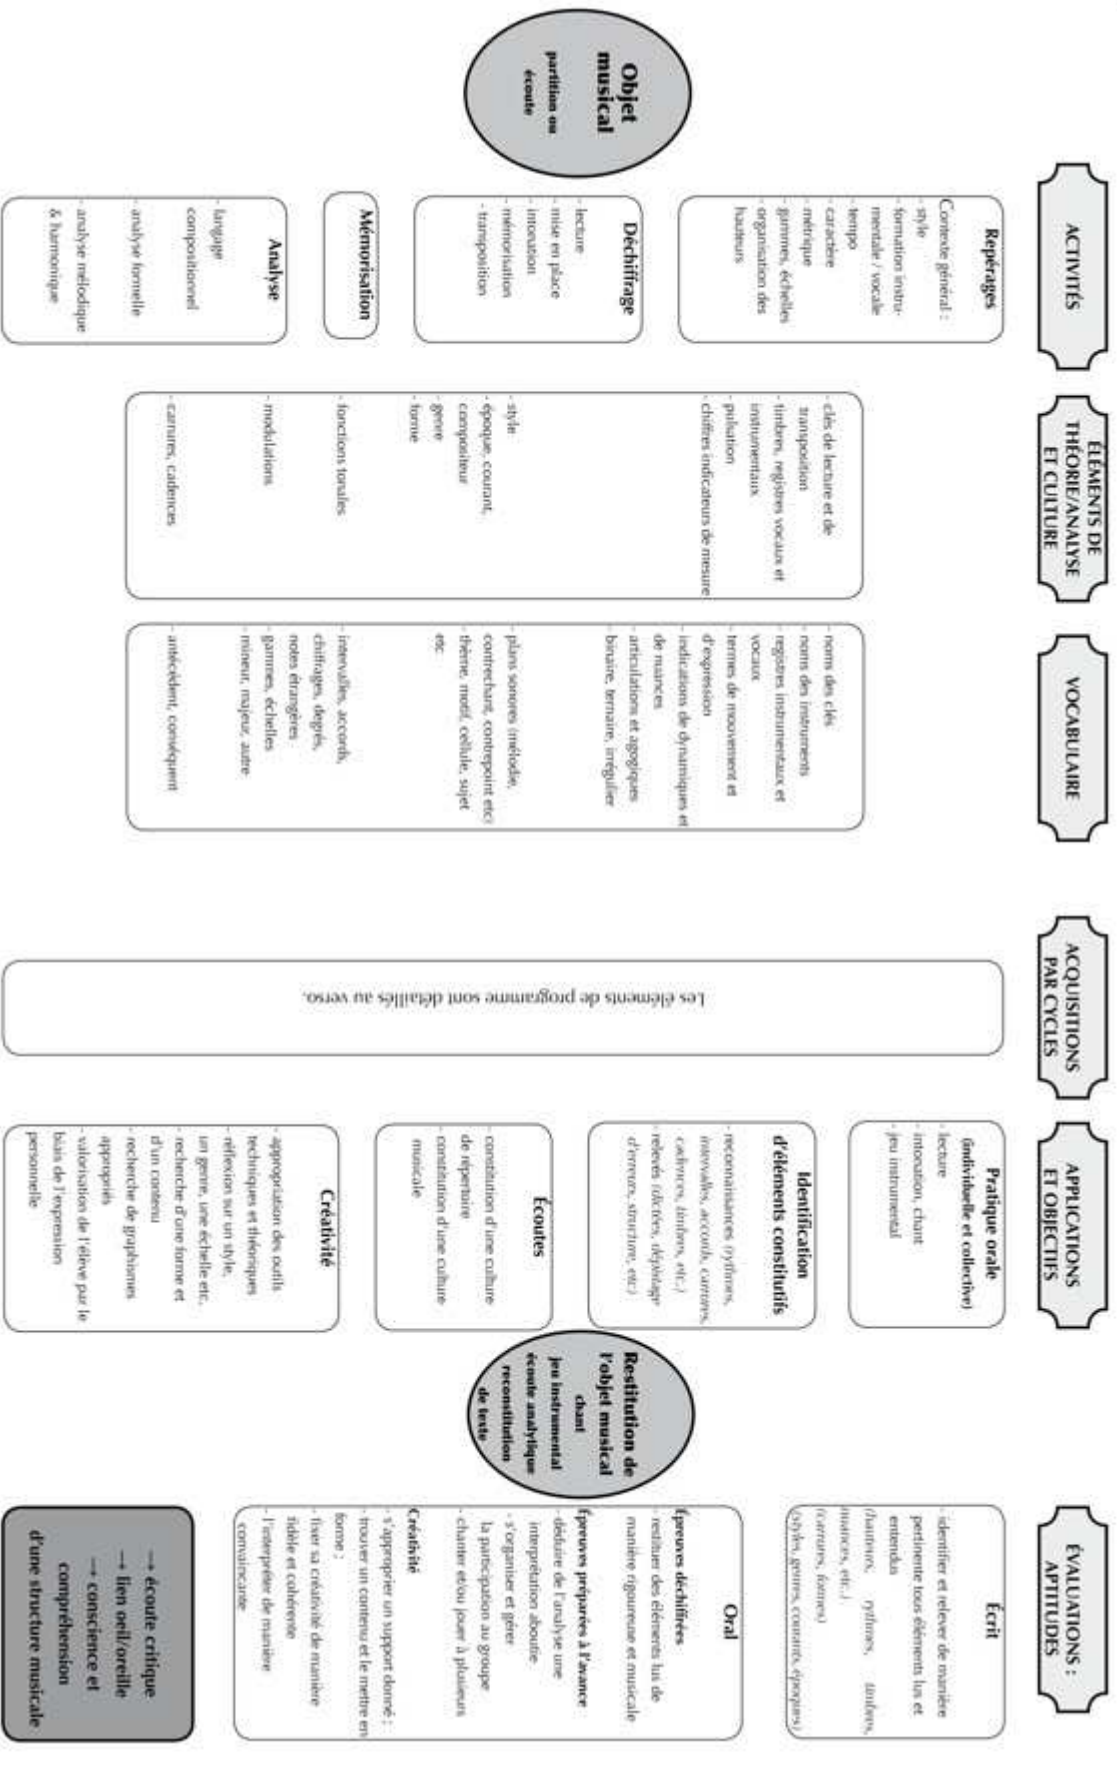 Objet
musical
partition ou
écoute
ACTIVITÉS
Repérages
Contexte général :
- style
- formation instru-
mentale / vocale
- tempo
- caractère
- métrique
- gammes, échelles
- organisation des
hauteurs
Déchiffrage
- lecture
- mise en place
- intonation
- mémorisation
- transposition
Mémorisation
Analyse
- langage
compositionnel
- analyse formelle
- analyse mélodique
& harmonique
ÉLÉMENTS DE
THÉORIE/ANALYSE
ET CULTURE
- clés de lecture et de
transposition
- timbres, registres vocaux et
instrumentaux
- pulsation
- chiffres indicateurs de mesure
- style
- époque, courant,
compositeur
- genre
- forme
- fonctions tonales
- modulations
- carrures, cadences
VOCABULAIRE
- noms des clés
- noms des instruments
- registres instrumentaux et
vocaux
- termes de mouvement et
d'expression
- indications de dynamiques et
de nuances
- articulations et agogiques
- binaire, ternaire, irrégulier
- plans sonores (mélodie,
contrechant, contrepoint etc)
- thème, motif, cellule, sujet
etc
- intervalles, accords,
chiffrages, degrés,
notes étrangères
- gammes, échelles
- mineur, majeur, autre
- antécédent, conséquent
ACQUISITIONS
PAR CYCLES
Les éléments de programme sont détaillés au verso.
APPLICATIONS
ET OBJECTIFS
Pratique orale
(individuelle et collective)
- lecture
- intonation, chant
- jeu instrumental
Identification
d'éléments constitutifs
- reconnaissances (rythmes,
intervalles, accords, carrures,
cadences, timbres, etc.)
- relevés (dictées, dépistage
d'erreurs, structure, etc)
Écoutes
- constitution d'une culture
de répertoire
- constitution d'une culture
musicale
Créativité
- appropriation des outils
techniques et théoriques
- réflexion sur un style,
un genre, une échelle etc.
- recherche d'une forme et
d'un contenu
- recherche de graphismes
appropriés
- valorisation de l'élève par le
biais de l'expression
personnelle
Restitution de
l'objet musical
chant
jeu instrumental
écoute analytique
reconstitution
de texte
ÉVALUATIONS :
APTITUDES
Écrit
- identifier et relever de manière
pertinente tous éléments lus et
entendus
(hauteurs, rythmes, timbres,
nuances, etc..)
(carrures, formes)
(styles, genres, courants, époques)
Oral
Épreuves déchiffrées
- restituer des éléments lus de
manière rigoureuse et musicale
Épreuves préparées à l'avance
- déduire de l'analyse une
interprétation aboutie
- s'organiser et gérer
la participation au groupe
- chanter et/ou jouer à plusieurs
Créativité
- s'approprier un support donné ;
- trouver un contenu et le mettre en
forme ;
- fixer sa créativité de manière
fidèle et cohérente
- l'interpréter de manière
convaincante
→ écoute critique
→ lien oeil/oreille
→ conscience et
compréhension
d'une structure musicale